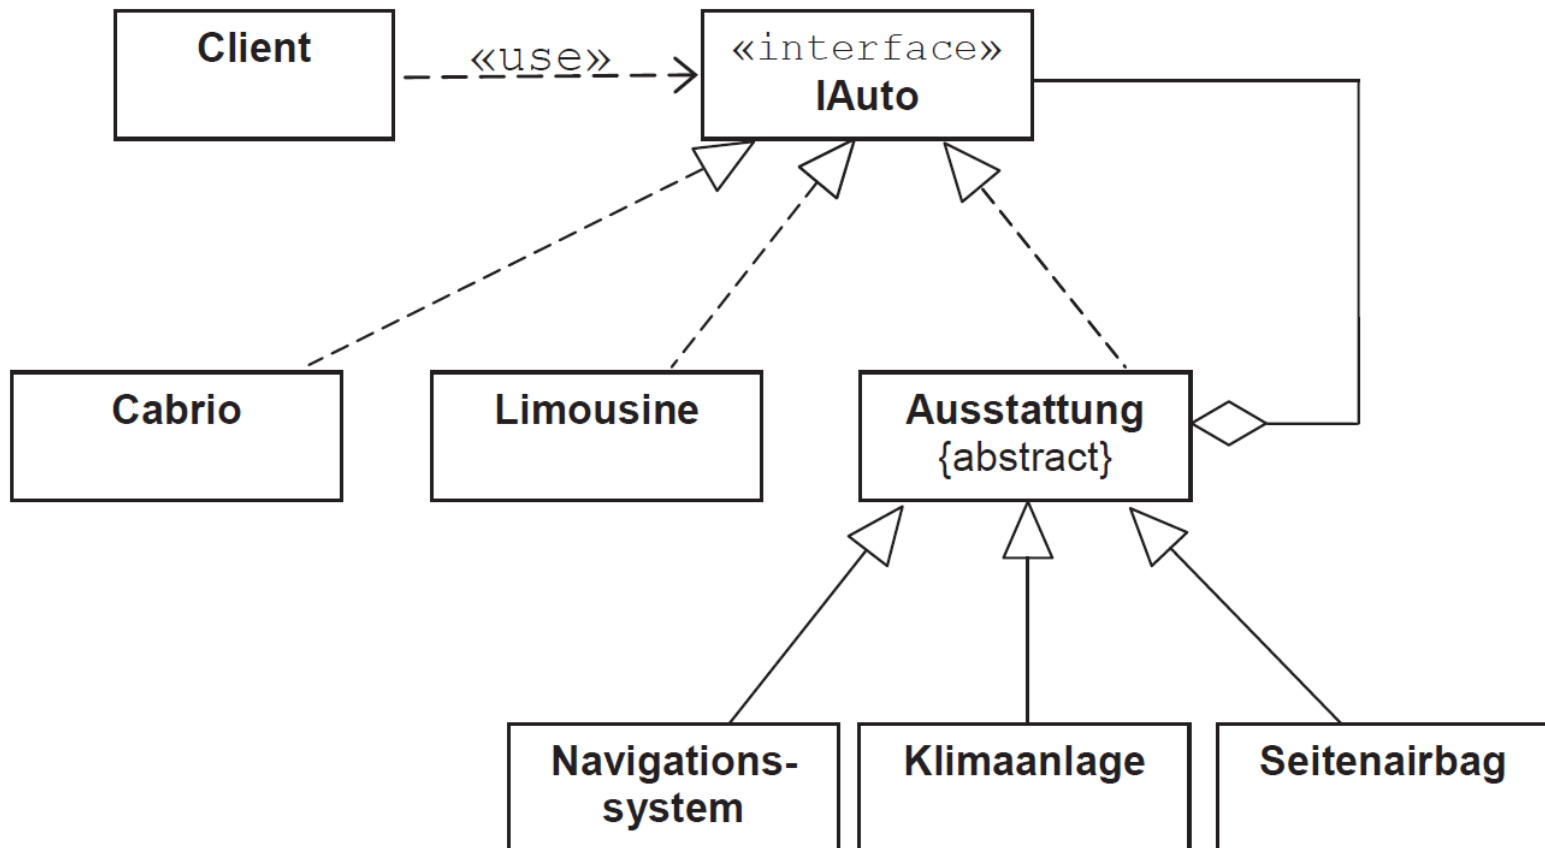 Client
«use»
«interface»
IAuto
Cabrio
Limousine
Ausstattung
{abstract}
Navigations-
system
Klimaanlage
Seitenairbag